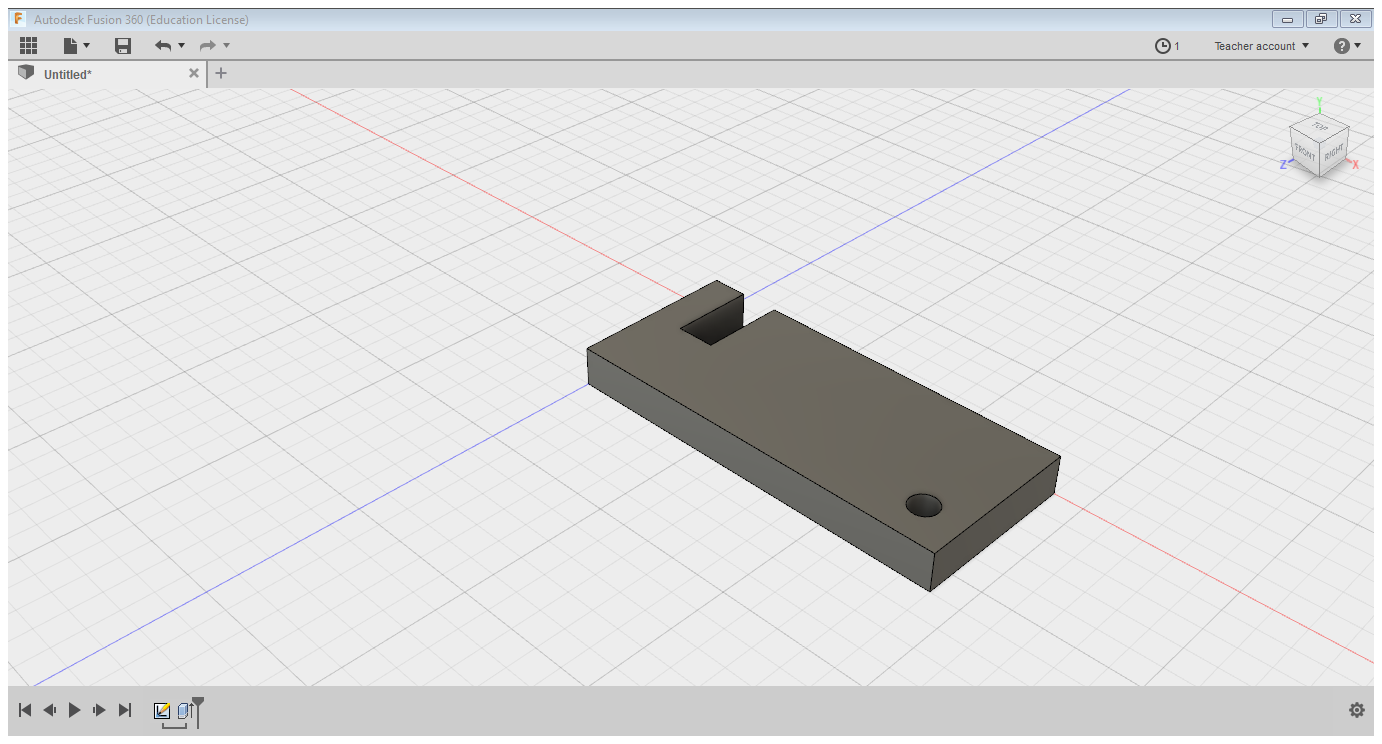 F Autodesk Fusion 360 (Education License)
1 Teacher account ?
Untitled*
Y
TOP
FRONT RIGHT
Z X